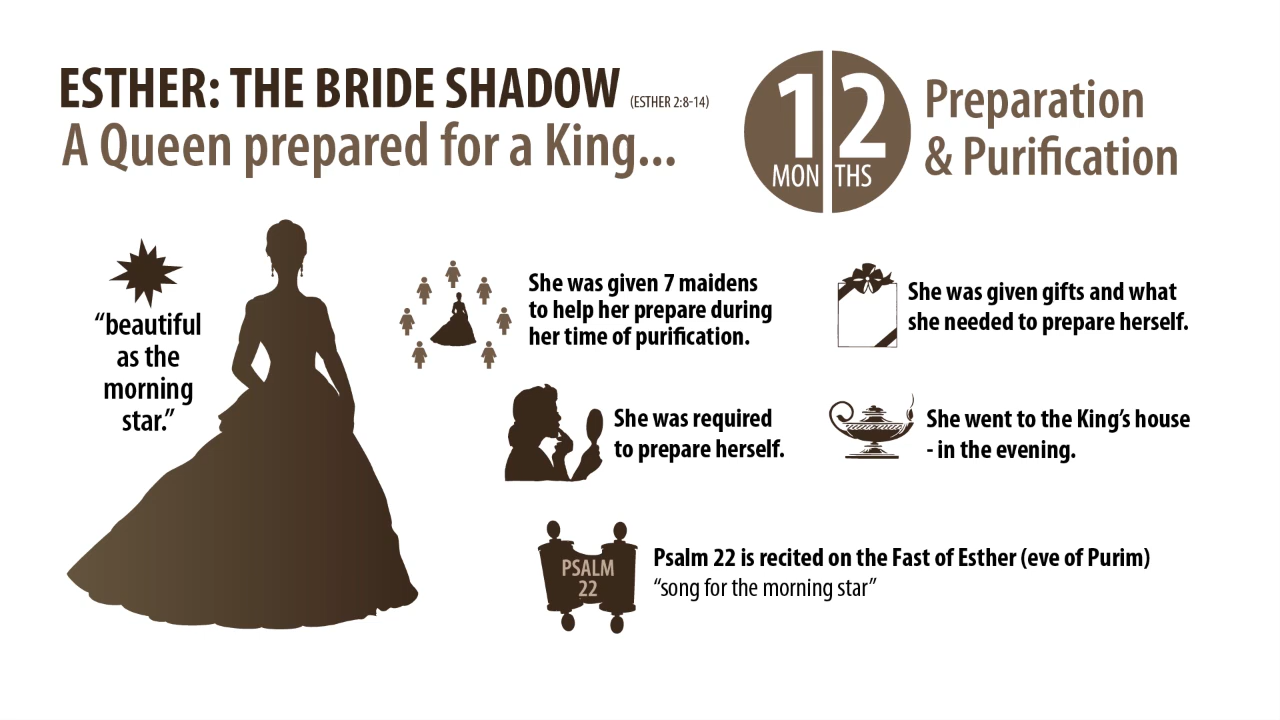 ESTHER: THE BRIDE SHADOW (ESTHER 2:8-14)
A Queen prepared for a King...
12
MONTHS
Preparation
& Purification
“beautiful
as the
morning
star.”
She was given 7 maidens
to help her prepare during
her time of purification.
She was given gifts and what
she needed to prepare herself.
She was required
to prepare herself.
She went to the King’s house
- in the evening.
PSALM
22
Psalm 22 is recited on the Fast of Esther (eve of Purim)
“song for the morning star”